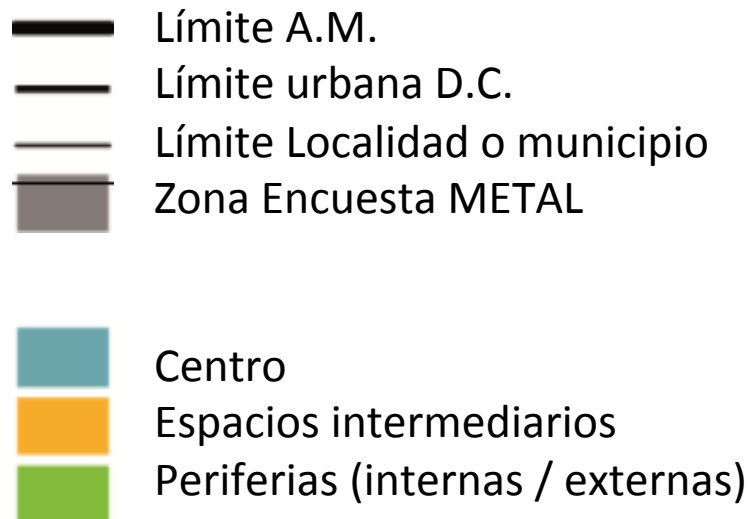 Límite A.M.
Límite urbana D.C.
Límite Localidad o municipio
Zona Encuesta METAL
Centro
Espacios intermediarios
Periferias (internas / externas)